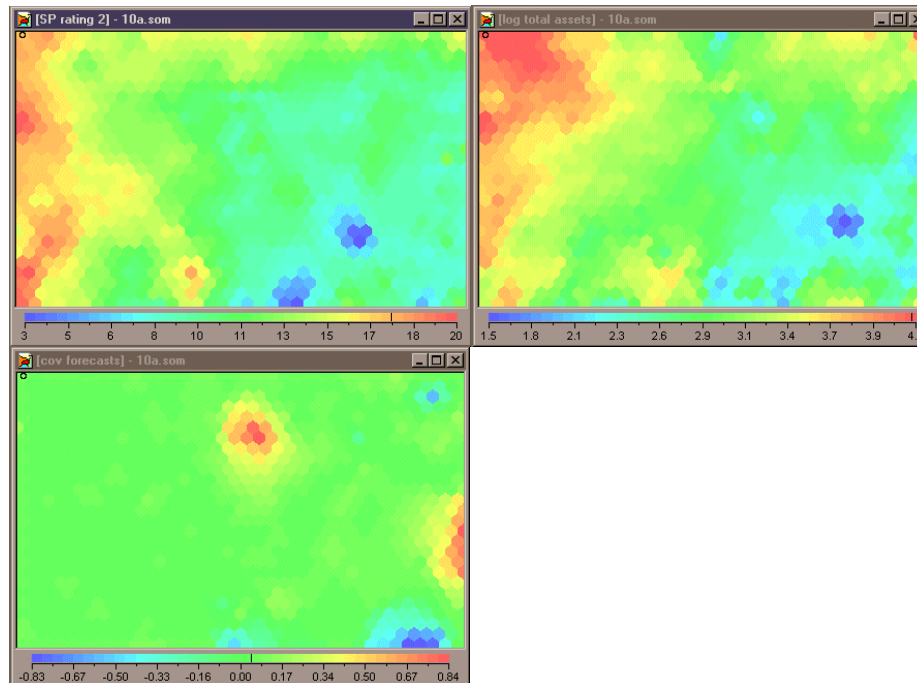 [SP rating 2] - 10a.som
[log total assets] - 10a.som
3 5 6 8 10 11 13 15 16 18 20
1.5 1.8 2.1 2.3 2.6 2.9 3.1 3.4 3.7 3.9 4.
[cov forecasts] - 10a.som
-0.83 -0.67 -0.50 -0.33 -0.16 0.00 0.17 0.34 0.50 0.67 0.84